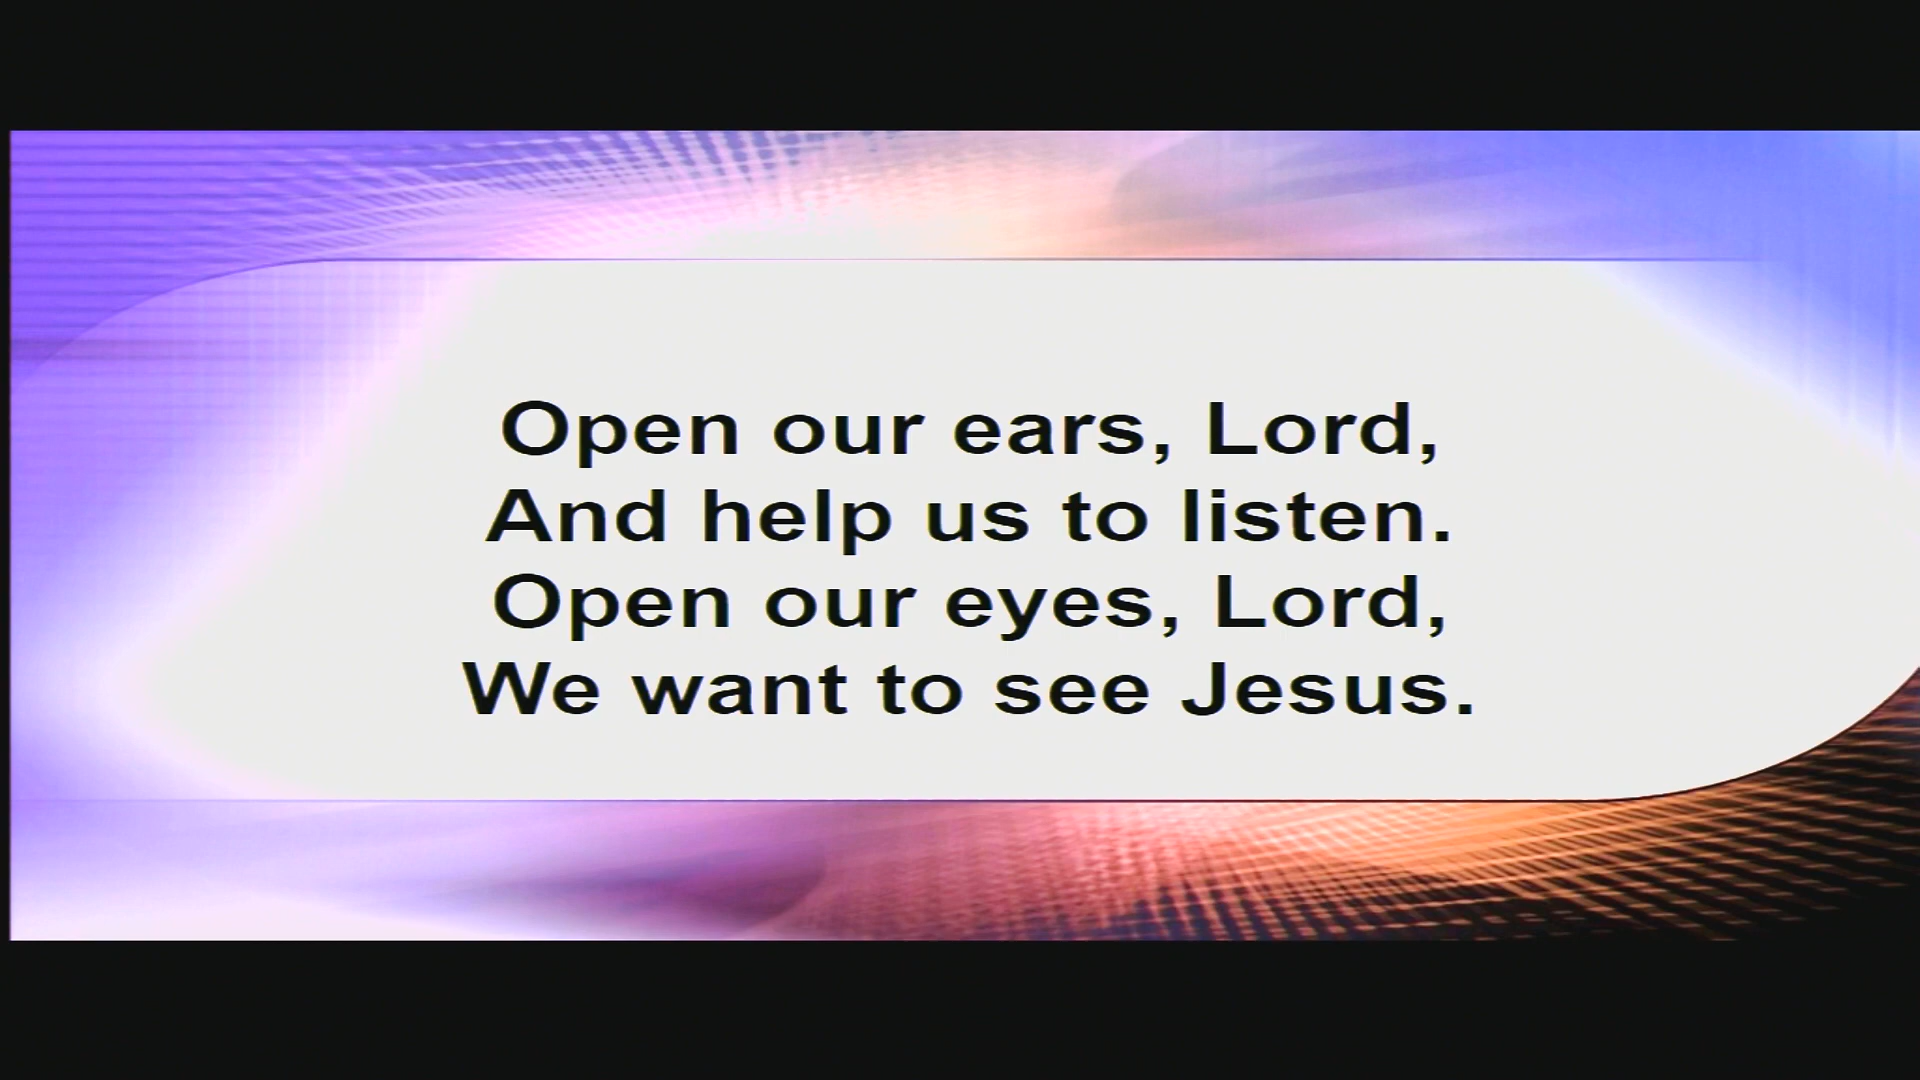 Open our ears, Lord,
And help us to listen.
Open our eyes, Lord,
We want to see Jesus.